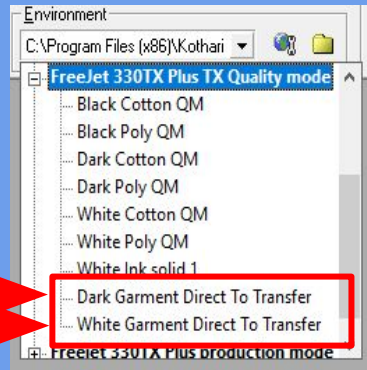 Environment
C:\Program Files (x86)\Kothari
FreeJet 330TX Plus TX Quality mode
Black Cotton QM
Black Poly QM
Dark Cotton QM
Dark Poly QM
White Cotton QM
White Poly QM
White Ink solid 1
Dark Garment Direct To Transfer
White Garment Direct To Transfer
FreeJet 330TX Plus production mode